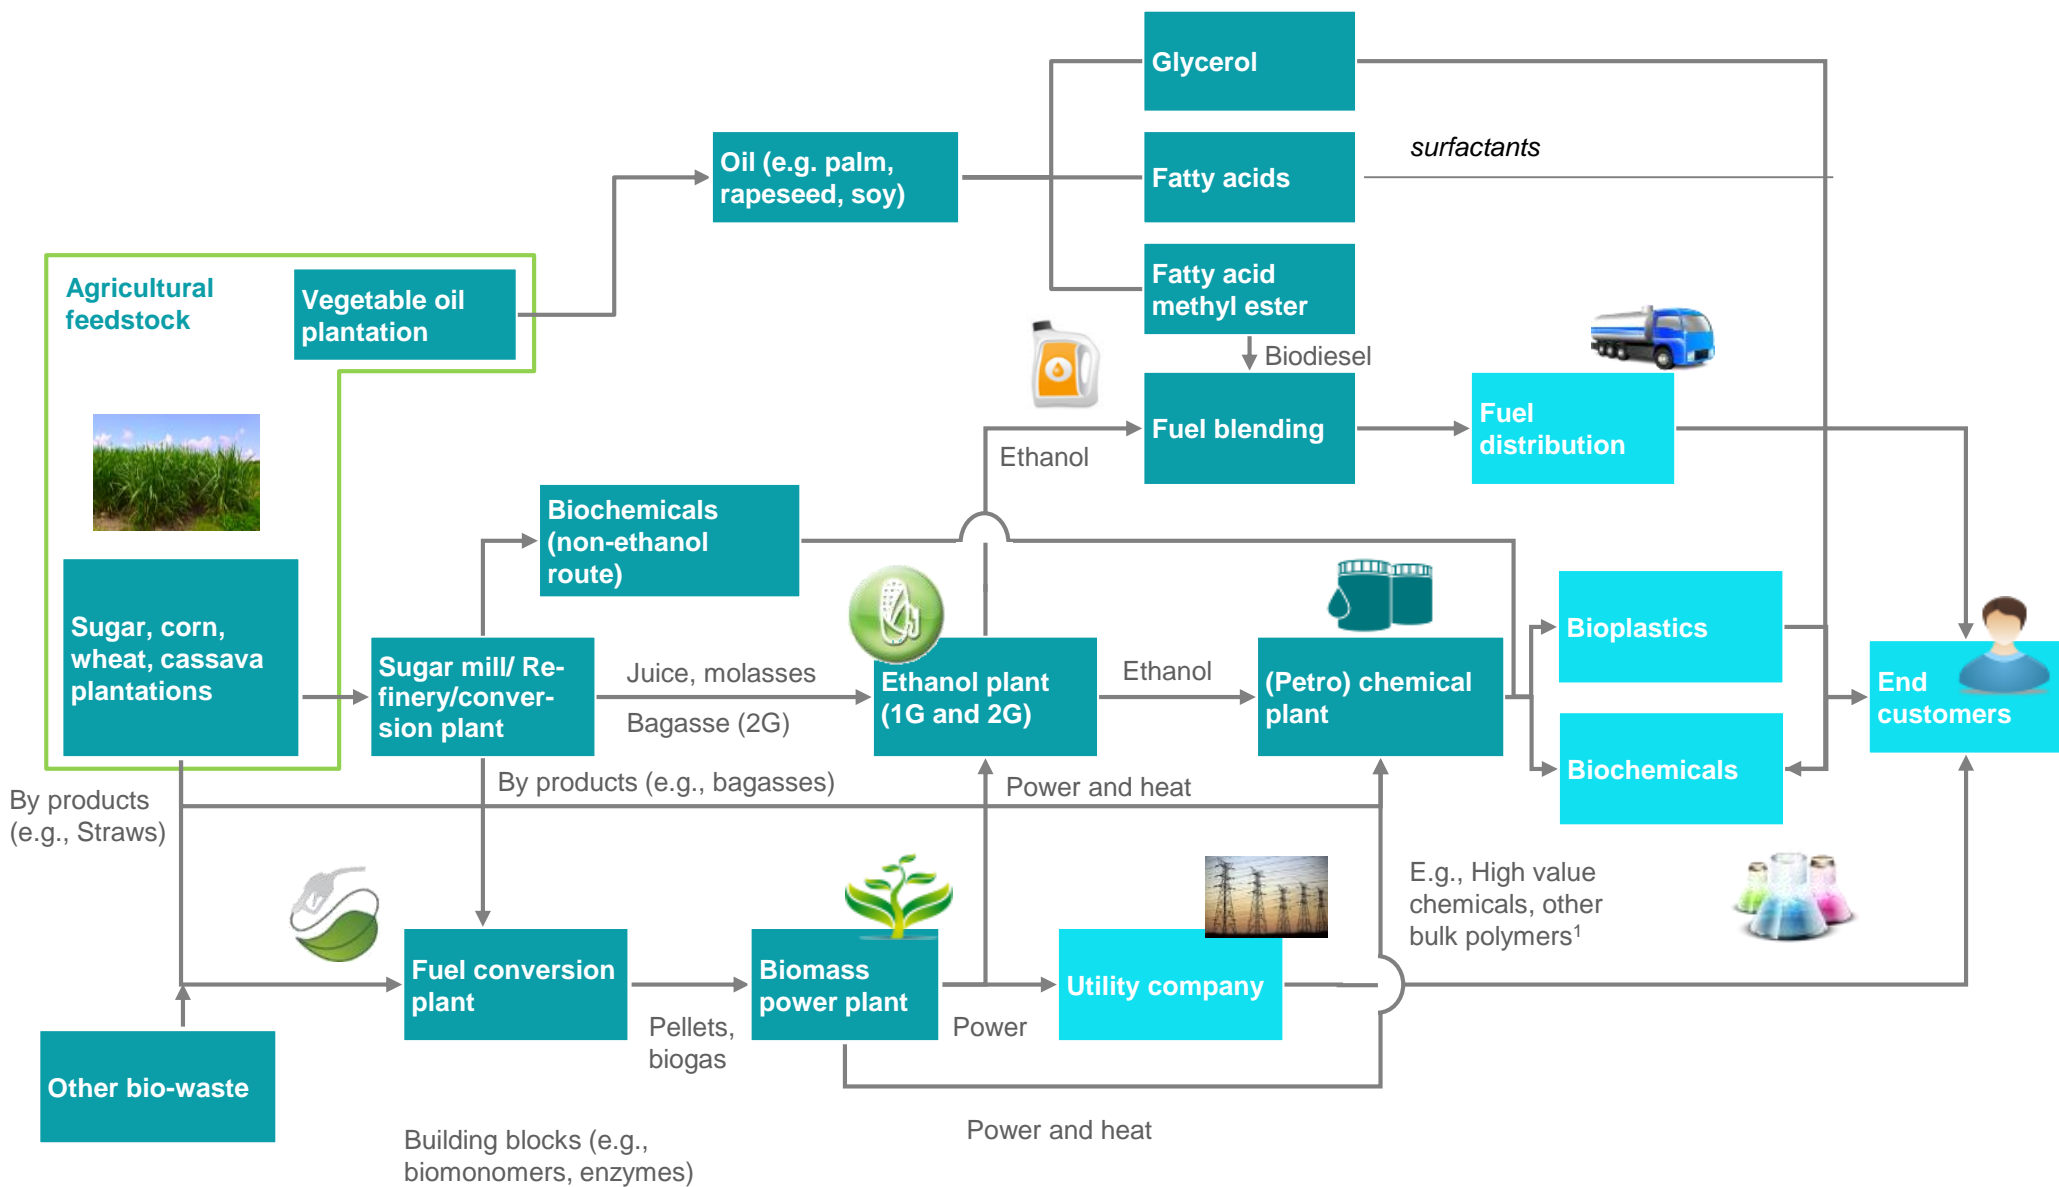 Glycerol
surfactants
Oil (e.g. palm,
rapeseed, soy)
Fatty acids
Agricultural
feedstock
Vegetable oil
plantation
Fatty acid
methyl ester
Biodiesel
Fuel blending
Fuel
distribution
Ethanol
Biochemicals
(non-ethanol
route)
Sugar, corn,
wheat, cassava
plantations
Sugar mill/ Re-
finery/conver-
sion plant
Juice, molasses
Bagasse (2G)
Ethanol plant
(1G and 2G)
Ethanol
(Petro) chemical
plant
Bioplastics
Biochemicals
End
customers
By products
(e.g., Straws)
By products (e.g., bagasses)
Power and heat
E.g., High value
chemicals, other
bulk polymers¹
Fuel conversion
plant
Pellets,
biogas
Biomass
power plant
Power
Utility company
Other bio-waste
Power and heat
Building blocks (e.g.,
biomonomers, enzymes)